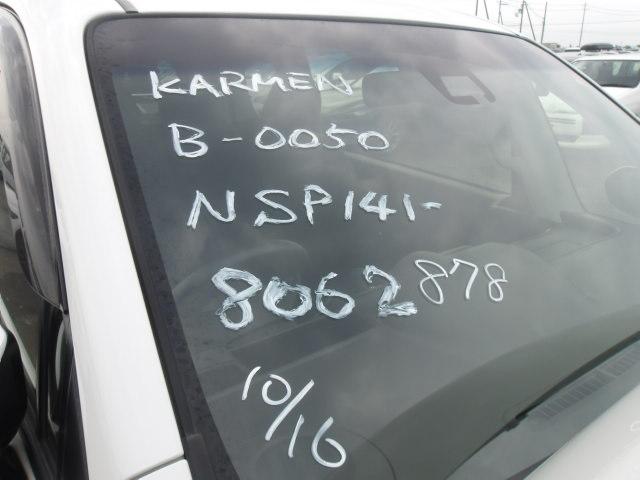 KARMEN
B-0050
NSP141-
8062878
10/16